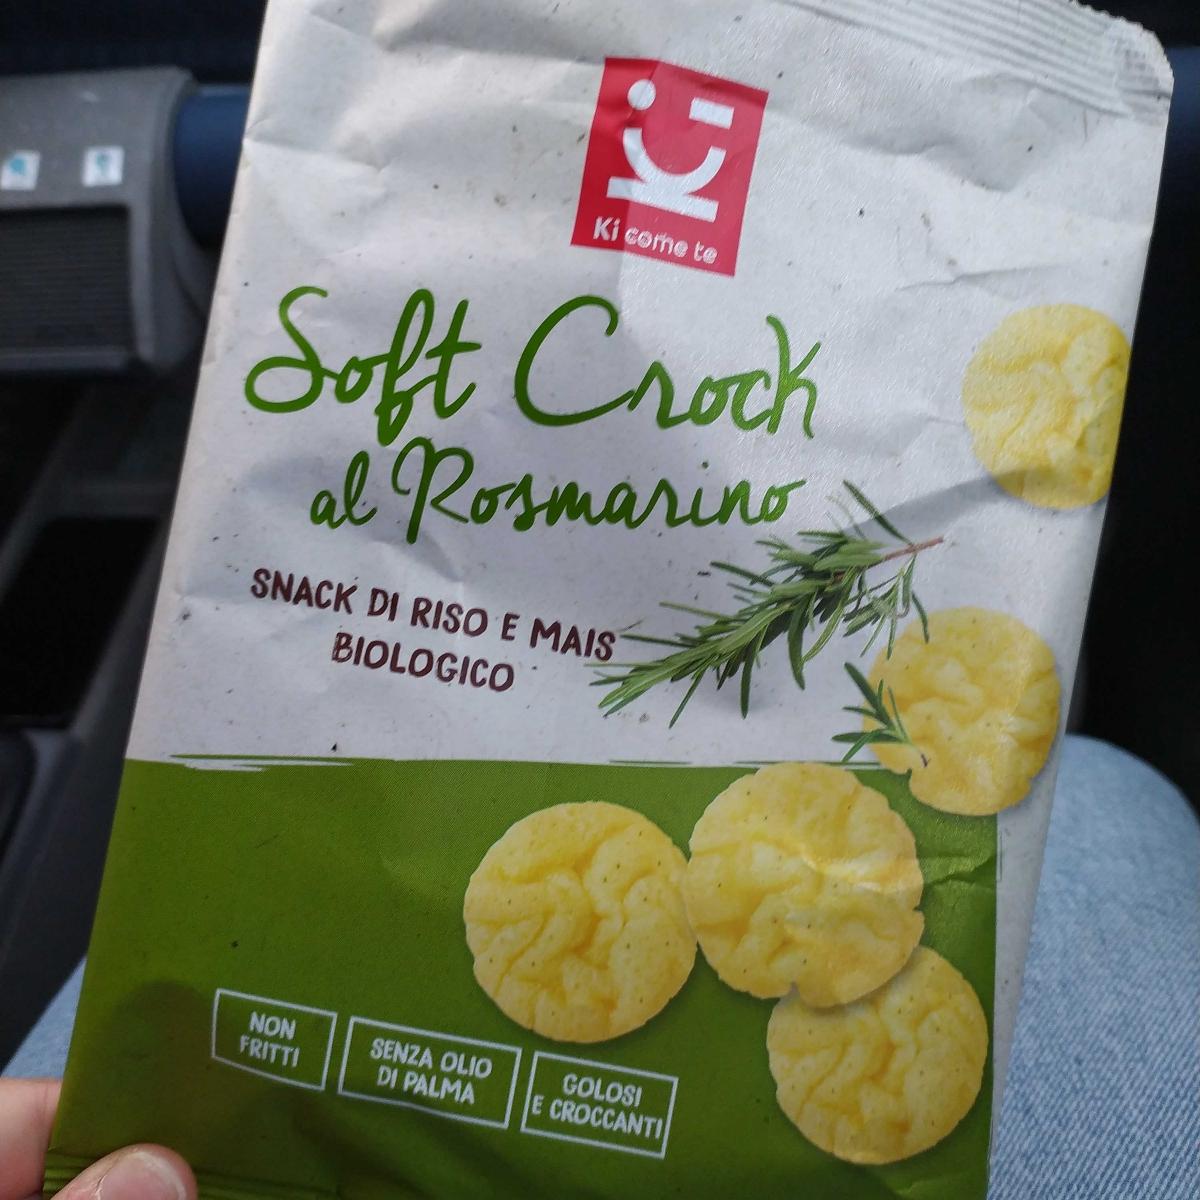 Ki
Ki come te
Soft Crock
al Rosmarino
SNACK DI RISO E MAIS
BIOLOGICO
NON
FRITTI
SENZA OLIO
DI PALMA
GOLOSI
E CROCCANTI